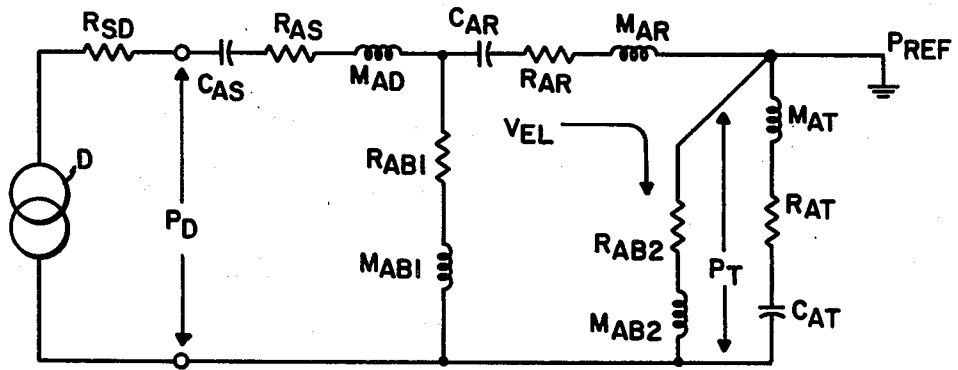 RSD
RAS
CAR
MAR
PREF
CAS
MAD
RAR
MAT
D
VEL
RAB1
RAT
PD
RAB2
PT
MAB1
MAB2
CAT